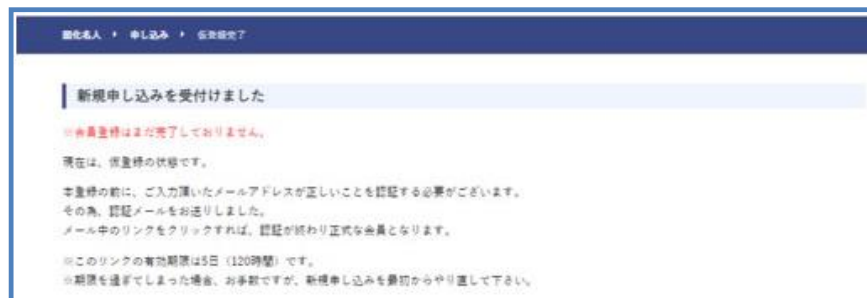 固化名人 › 申し込み › 仮登録完了
新規申し込みを受付けました
※会員登録はまだ完了しておりません。
現在は、仮登録の状態です。
本登録の前に、ご入力頂いたメールアドレスが正しいことを認証する必要がございます。
その為、認証メールをお送りしました。
メール中のリンクをクリックすれば、認証が終わり正式な会員となります。
※このリンクの有効期限は5日（120時間）です。
※期限を過ぎてしまった場合、お手数ですが、新規申し込みを最初からやり直して下さい。